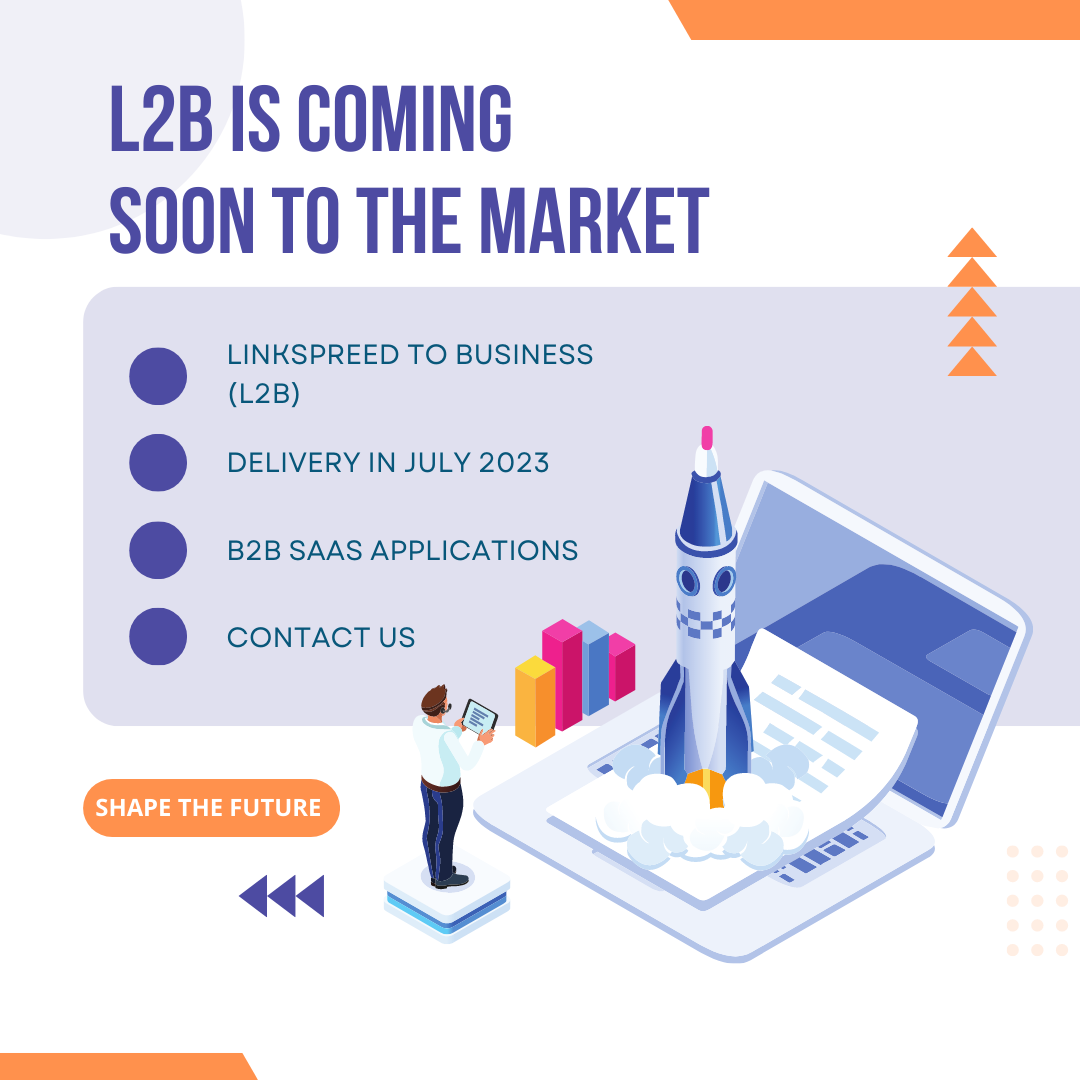 L2B IS COMING
SOON TO THE MARKET
LINKSPREED TO BUSINESS
(L2B)
DELIVERY IN JULY 2023
B2B SAAS APPLICATIONS
CONTACT US
SHAPE THE FUTURE